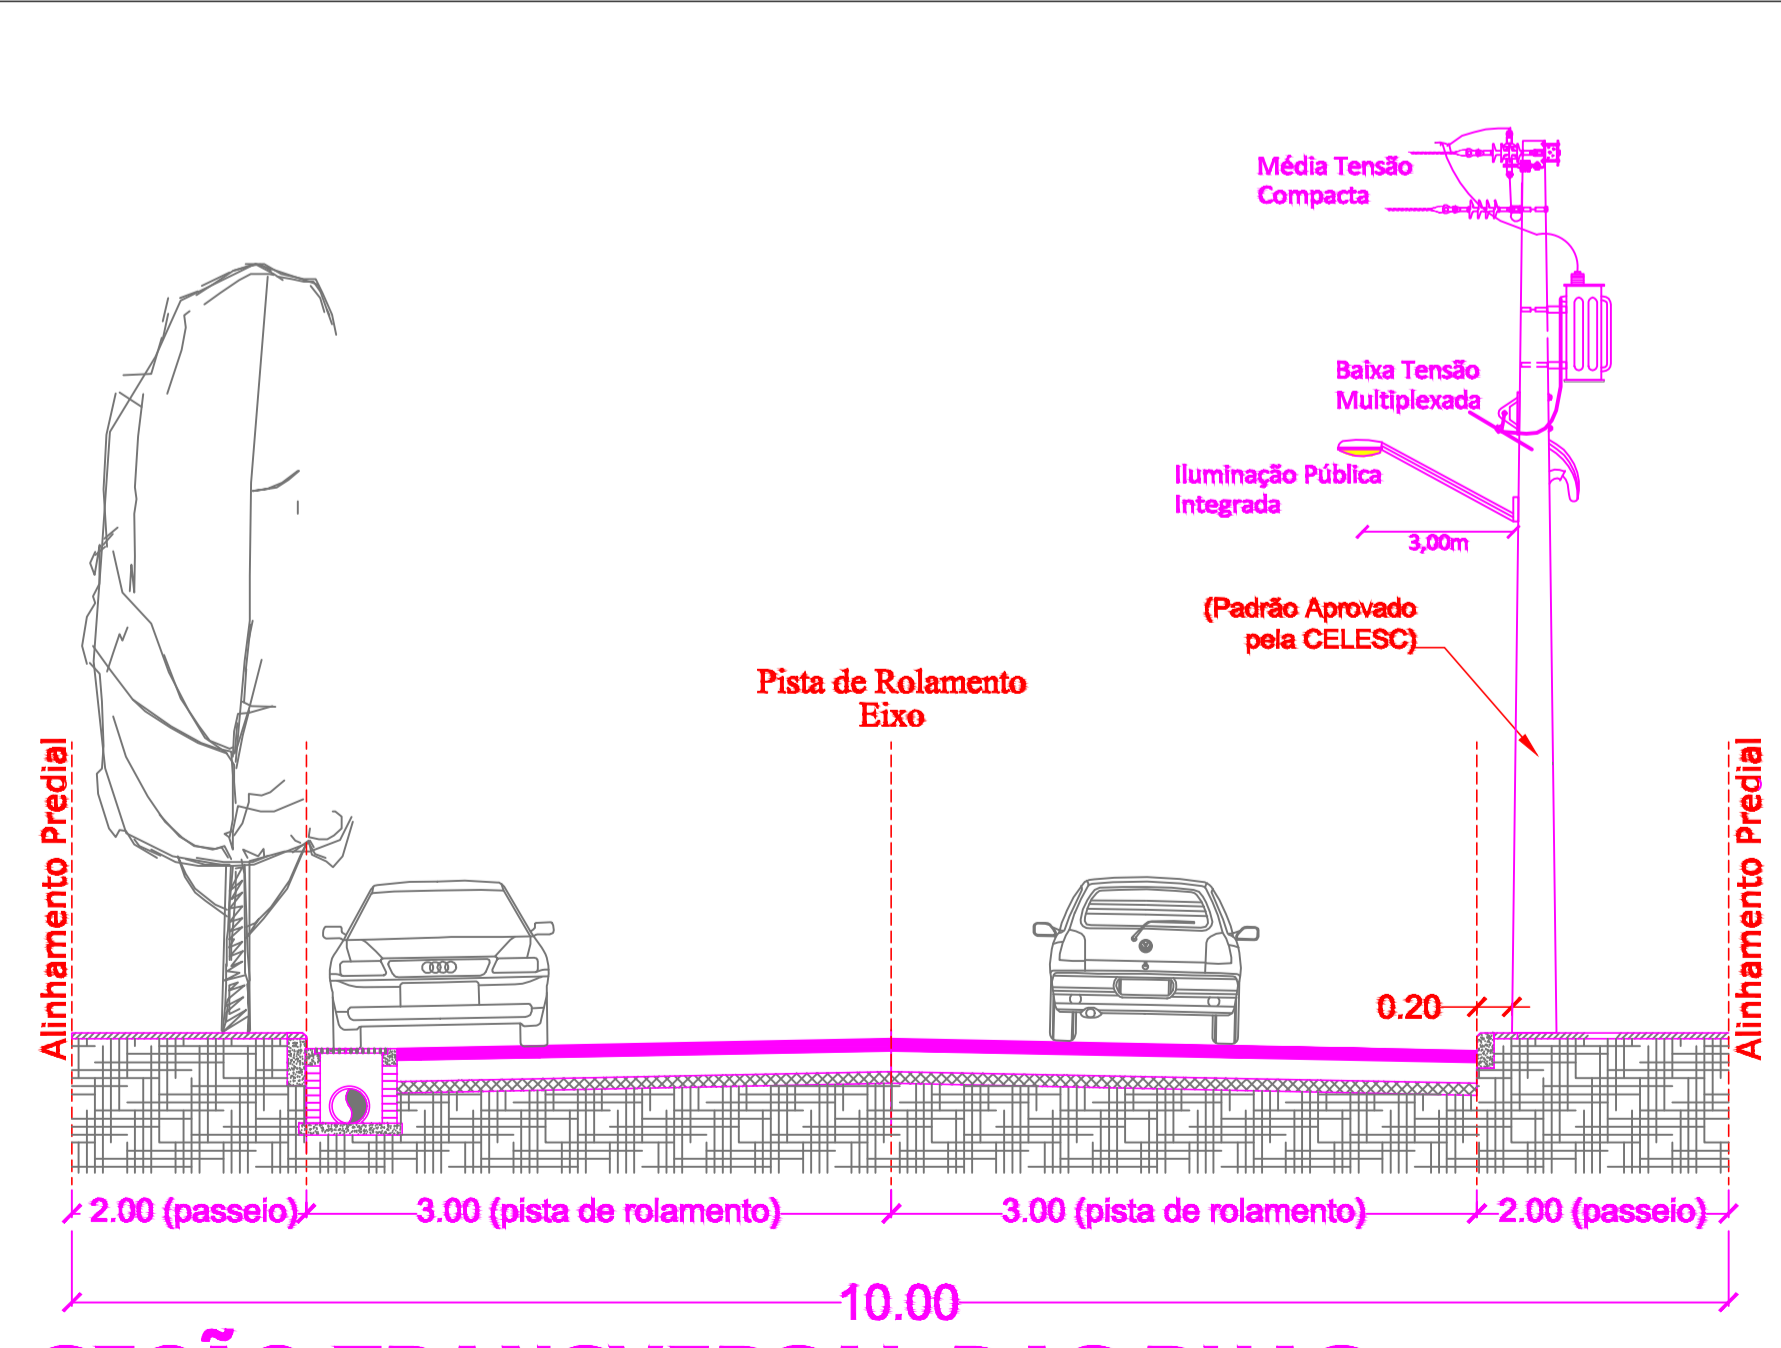 Média Tensão
Compacta
Baixa Tensão
Multiplexada
Iluminação Pública
Integrada
3,00m
(Padrão Aprovado
pela CELESC)
Pista de Rolamento
Eixo
Alinhamento Predial
Alinhamento Predial
0.20
2.00 (passeio)
3.00 (pista de rolamento)
3.00 (pista de rolamento)
2.00 (passeio)
10.00